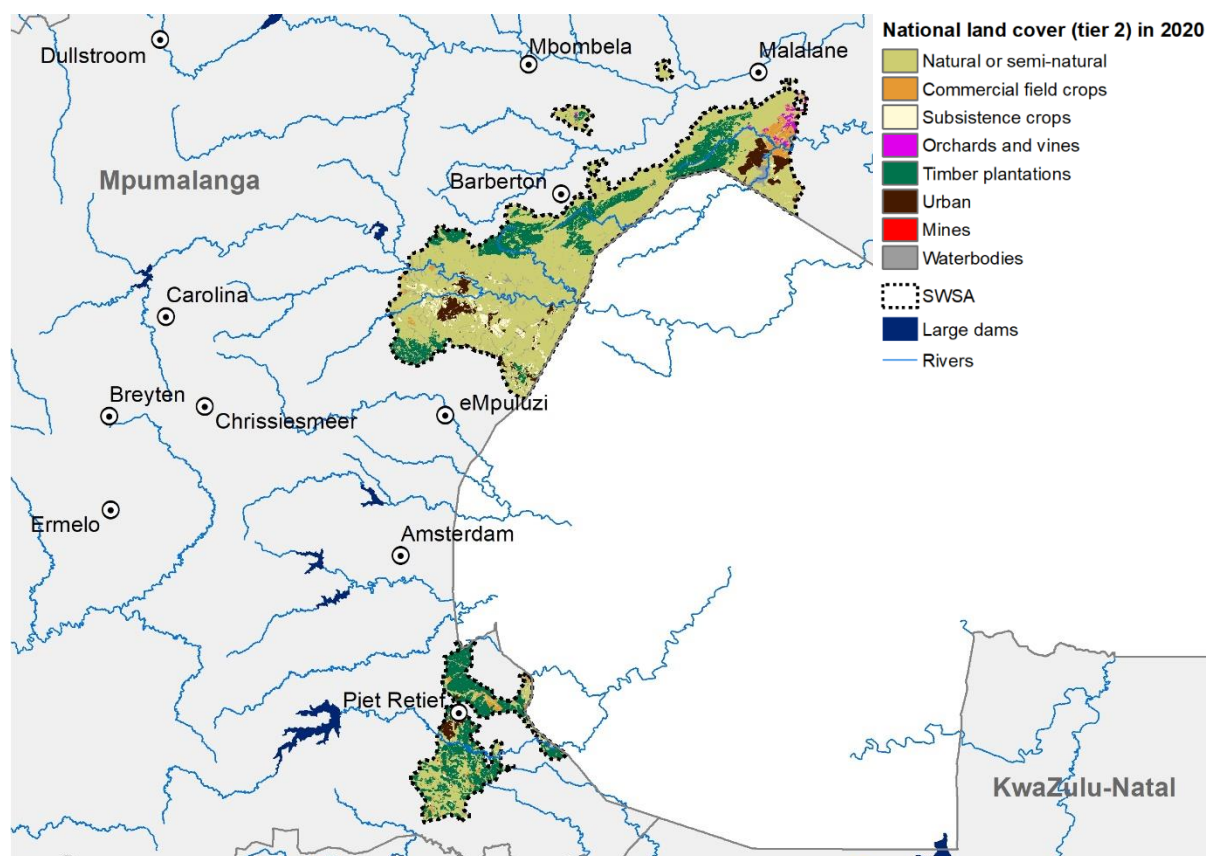 National land cover (tier 2) in 2020
Natural or semi-natural
Commercial field crops
Subsistence crops
Orchards and vines
Timber plantations
Urban
Mines
Waterbodies
SWSA
Large dams
Rivers
Dullstroom
Mbombela
Malalane
Mpumalanga
Barberton
Carolina
Breyten
Chrissiesmeer
eMpuluzi
Ermelo
Amsterdam
Piet Retief
KwaZulu-Natal